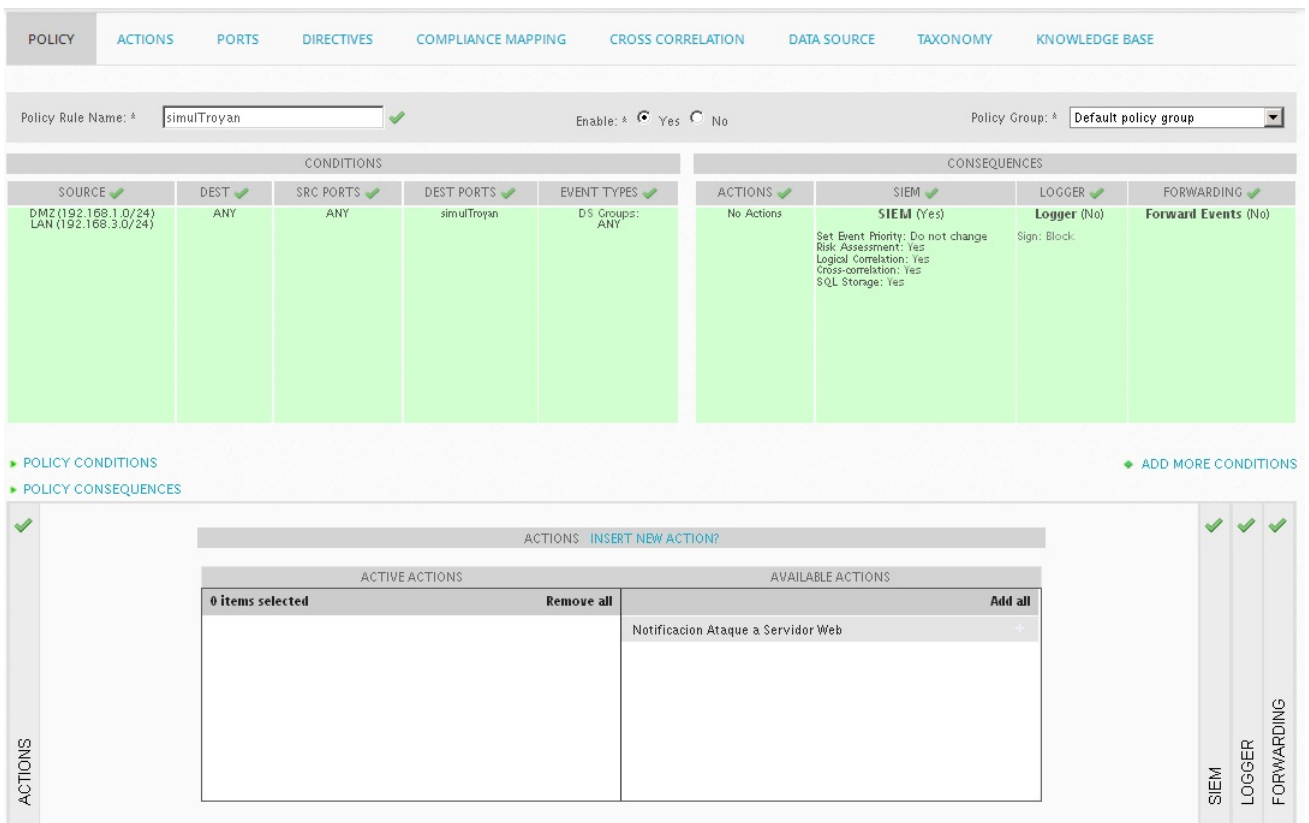 POLICY ACTIONS PORTS DIRECTIVES COMPLIANCE MAPPING CROSS CORRELATION DATA SOURCE TAXONOMY KNOWLEDGE BASE
Policy Rule Name: * simulTroyan Enable: * Yes No Policy Group: * Default policy group
CONDITIONS CONSEQUENCES
SOURCE DEST SRC PORTS DEST PORTS EVENT TYPES ACTIONS SIEM LOGGER FORWARDING
DMZ (192.168.1.0/24) ANY ANY simulTroyan DS Groups: No Actions SIEM (Yes) Logger (No) Forward Events (No)
LAN (192.168.3.0/24) ANY
Set Event Priority: Do not change Sign: Block
Risk Assessment: Yes
Logical Correlation: Yes
Cross-correlation: Yes
SQL Storage: Yes
POLICY CONDITIONS ADD MORE CONDITIONS
POLICY CONSEQUENCES
ACTIONS INSERT NEW ACTION?
ACTIVE ACTIONS AVAILABLE ACTIONS
0 items selected Remove all Add all
Notificacion Ataque a Servidor Web +
ACTIONS SIEM LOGGER FORWARDING